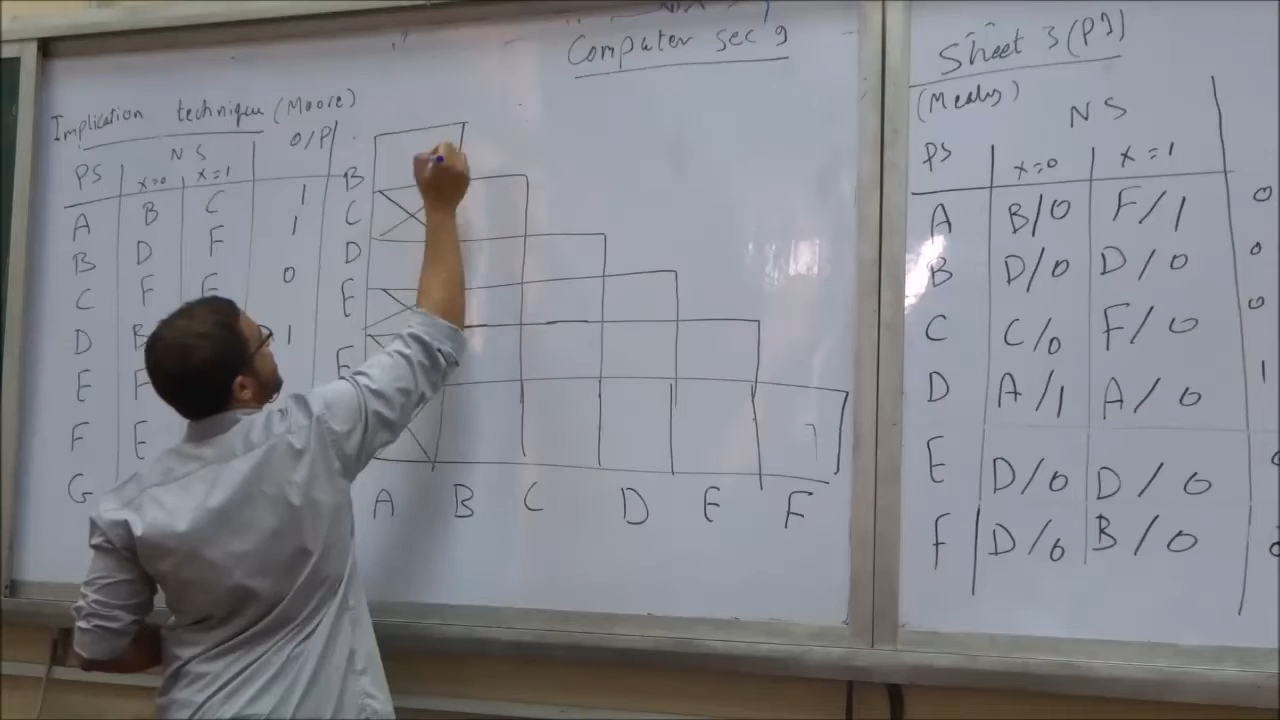 Computer sec 9
Implication technique (Moore)
PS NS O/P
x=0 x=1
A B C 1
B D F 1
C F E 0
D B 1
E F
F E
G
B
C
D
E
F
A B C D E F
Sheet 3 (P1)
(Mealy)
PS NS
x=0 x=1
A B/0 F/1 0
B D/0 D/0 0
C C/0 F/0 0
D A/1 A/0 1
E D/0 D/0
F D/0 B/0